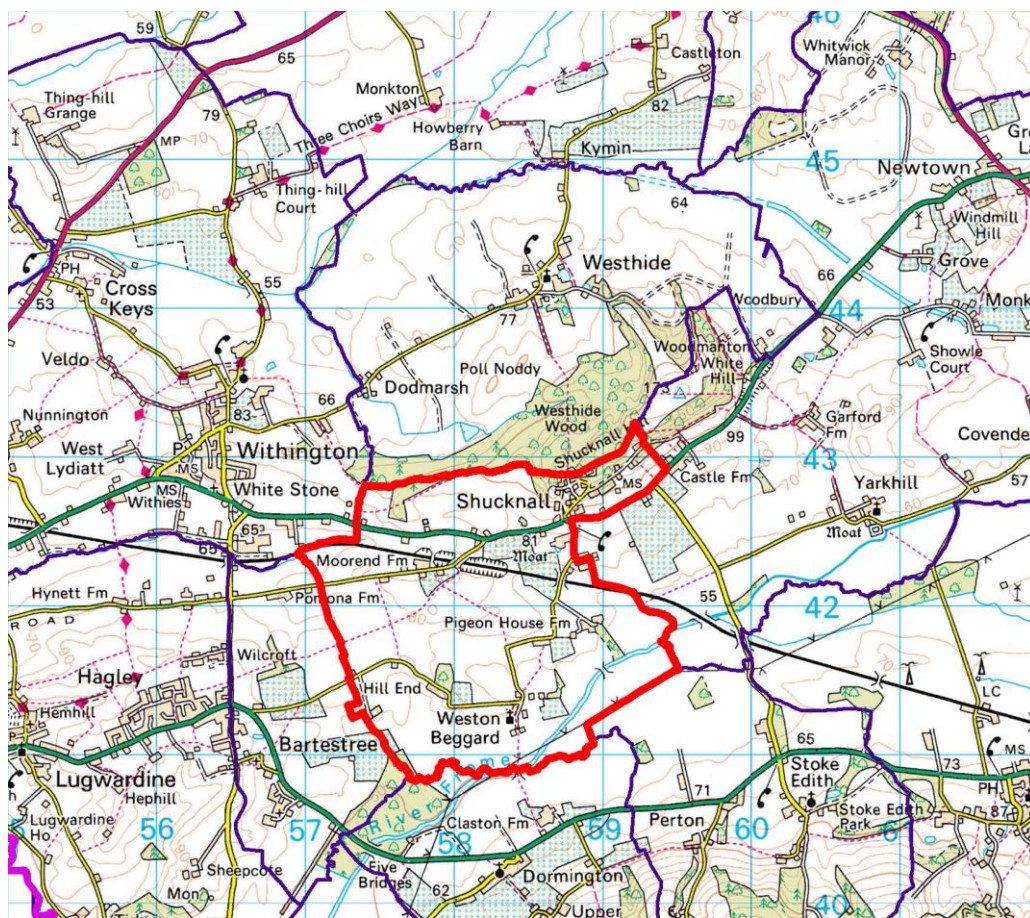 59
65
Castleton
46
Whitwick
Manor
Thing-hill
Grange
79
Monkton
Three Choirs Way
82
MP
Howberry
Barn
Kymin
45
Newtown
Thing-hill
Court
64
Windmill
Hill
PH
Cross
Keys
53
55
Westhide
66
Grove
44
Woodbury
77
Veldo
Poll Noddy
Woodmanton
White
Hill
Showle
Court
Dodmarsh
173
Nunnington
66
83
Westhide
Wood
Garford
Fm
West
Lydiatt
Withington
99
43
MS
MS
Castle Fm
57
Withies
MS
White Stone
Shucknall
Yarkhill
65
81
Moat
Moat
65
Moorend Fm
Hynett Fm
Pomona Fm
55
42
ROAD
Pigeon House Fm
Wilcroft
Hagley
Hill End
LC
Hemhill
Weston
Beggard
Bartestree
65
MS
Lugwardine
Stoke
Edith
73
PH
Hephill
River Frome
71
87
56
57
58
59
60
Lugwardine
Ho
Claston Fm
Perton
Stoke Edith
Park
Sheepcote
Five
Bridges
Mon
62
Dormington
Upper
40